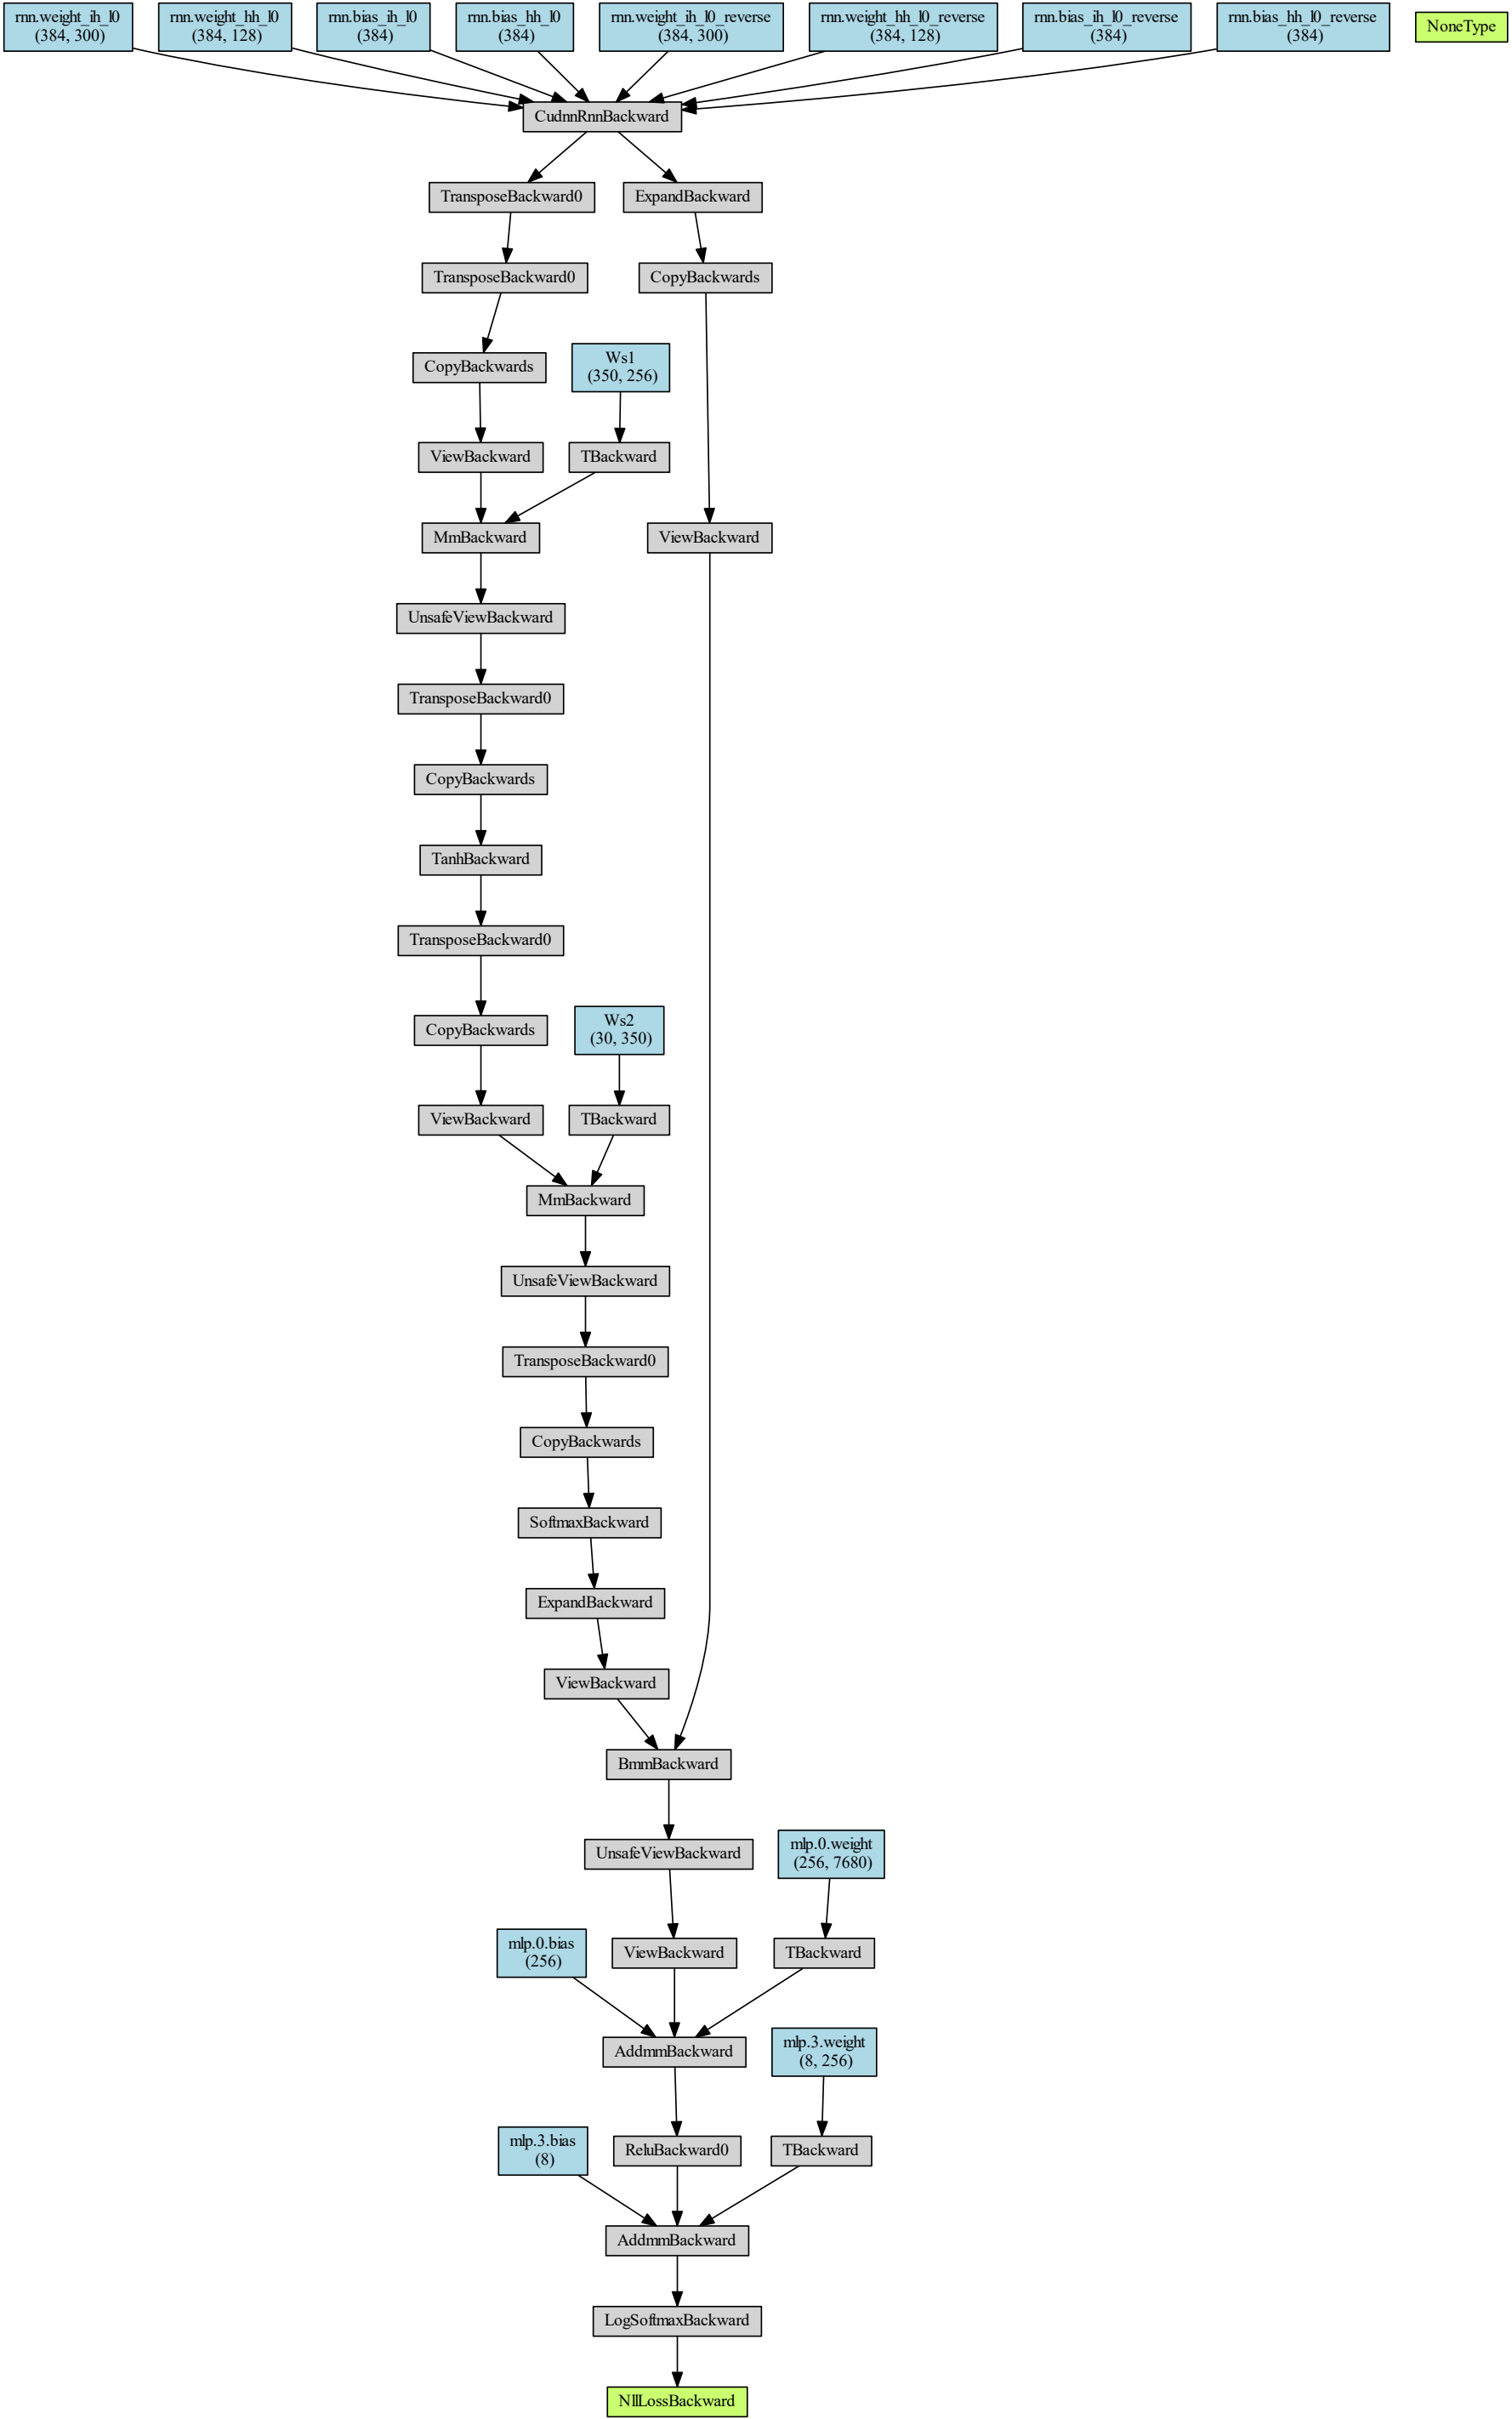 rnn.weight_ih_l0
(384, 300)
rnn.weight_hh_l0
(384, 128)
rnn.bias_ih_l0
(384)
rnn.bias_hh_l0
(384)
rnn.weight_ih_l0_reverse
(384, 300)
rnn.weight_hh_l0_reverse
(384, 128)
rnn.bias_ih_l0_reverse
(384)
rnn.bias_hh_l0_reverse
(384)
NoneType
CudnnRnnBackward
TransposeBackward0
ExpandBackward
TransposeBackward0
CopyBackwards
CopyBackwards
Ws1
(350, 256)
ViewBackward
TBackward
MmBackward
ViewBackward
UnsafeViewBackward
TransposeBackward0
CopyBackwards
TanhBackward
TransposeBackward0
CopyBackwards
Ws2
(30, 350)
ViewBackward
TBackward
MmBackward
UnsafeViewBackward
TransposeBackward0
CopyBackwards
SoftmaxBackward
ExpandBackward
ViewBackward
BmmBackward
UnsafeViewBackward
mlp.0.weight
(256, 7680)
mlp.0.bias
(256)
ViewBackward
TBackward
AddmmBackward
mlp.3.weight
(8, 256)
mlp.3.bias
(8)
ReluBackward0
TBackward
AddmmBackward
LogSoftmaxBackward
NllLossBackward